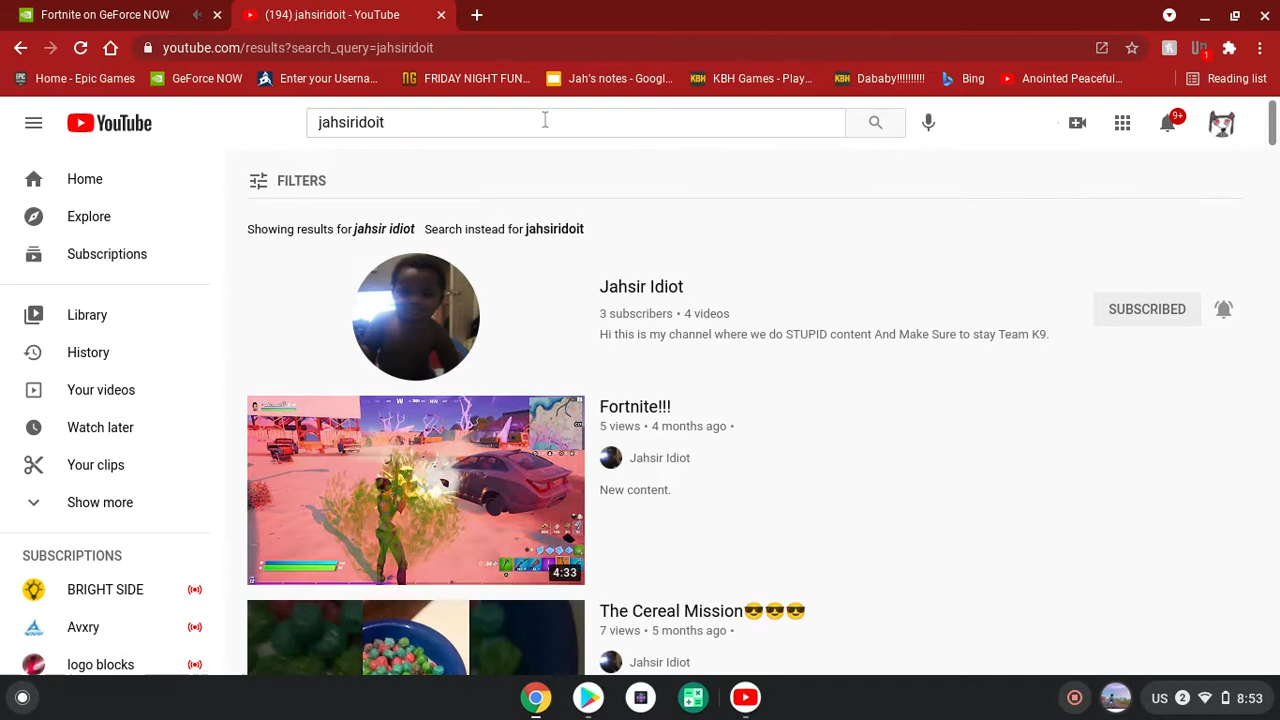 Fortnite on GeForce NOW
(194) jahsiridoit - YouTube
youtube.com/results?search_query=jahsiridoit
Home - Epic Games
GeForce NOW
Enter your Userna...
FRIDAY NIGHT FUN...
Jah's notes - Googl...
KBH Games - Play...
Dababy!!!!!!!!!!
Bing
Anointed Peaceful...
Reading list
YouTube
jahsiridoit
9+
Home
Explore
Subscriptions
Library
History
Your videos
Watch later
Your clips
Show more
SUBSCRIPTIONS
BRIGHT SIDE
Avxry
logo blocks
FILTERS
Showing results for jahsir idiot Search instead for jahsiridoit
Jahsir Idiot
3 subscribers • 4 videos
Hi this is my channel where we do STUPID content And Make Sure to stay Team K9.
SUBSCRIBED
Fortnite!!!
5 views • 4 months ago •
Jahsir Idiot
New content.
4:33
The Cereal Mission😎😎😎
7 views • 5 months ago •
Jahsir Idiot
US 2 8:53